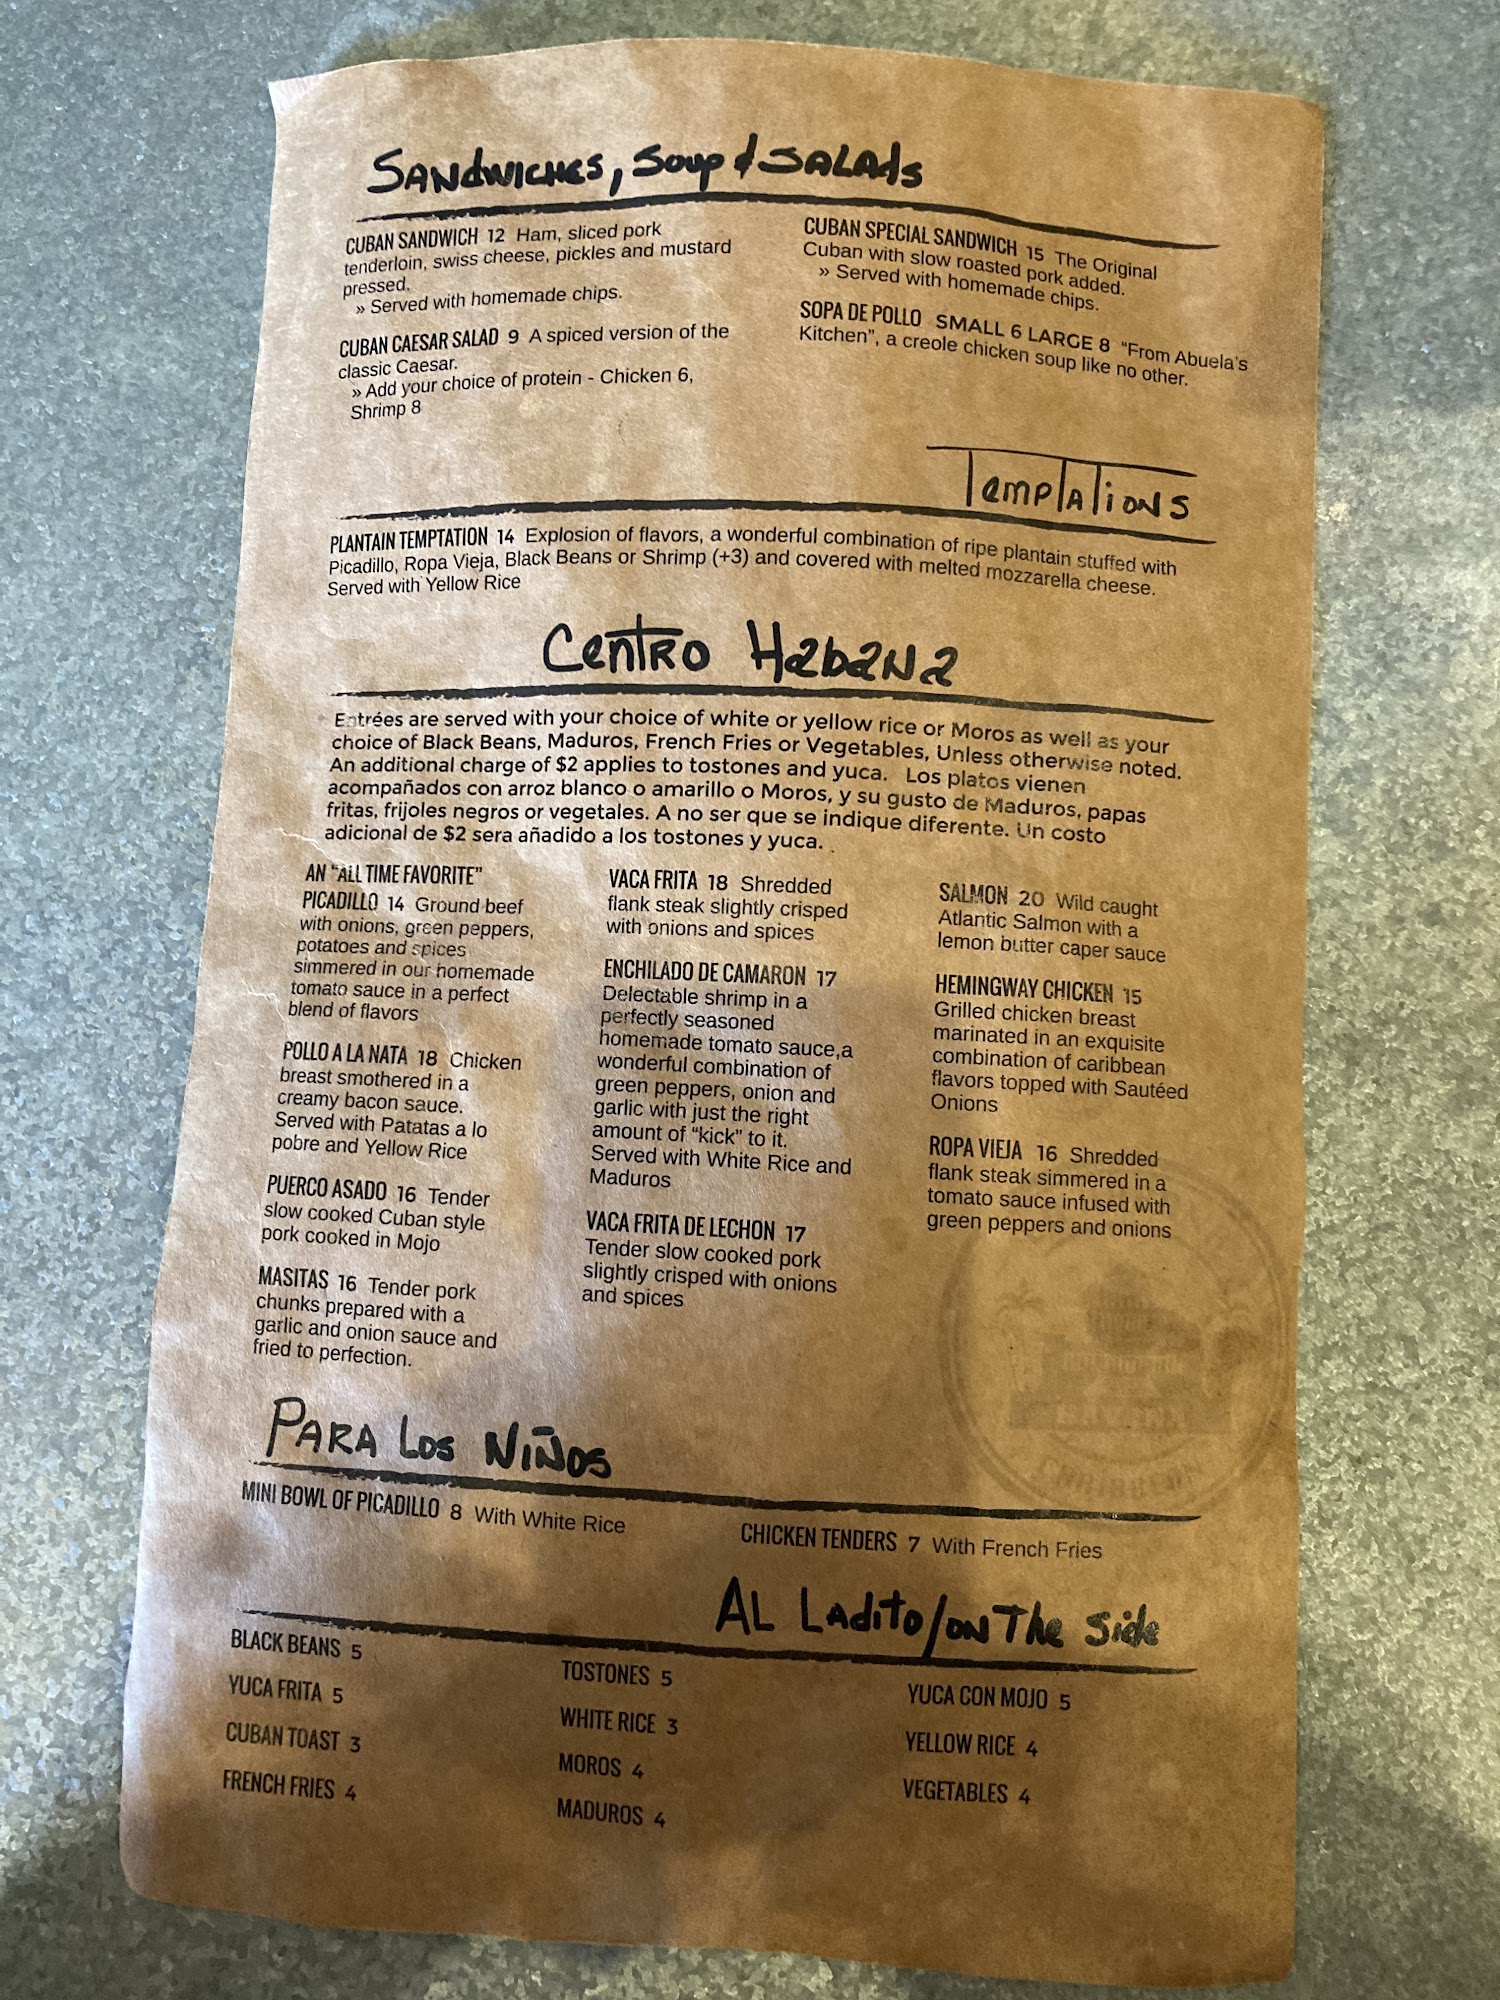 SANdWICHES, Soup & SALAds
CUBAN SANDWICH 12 Ham, sliced pork
tenderloin, swiss cheese, pickles and mustard
pressed.
» Served with homemade chips.
CUBAN CAESAR SALAD 9 A spiced version of the
classic Caesar.
» Add your choice of protein - Chicken 6,
Shrimp 8
CUBAN SPECIAL SANDWICH 15 The Original
Cuban with slow roasted pork added.
» Served with homemade chips.
SOPA DE POLLO SMALL 6 LARGE 8 “From Abuela’s
Kitchen”, a creole chicken soup like no other.
TempTATioNS
PLANTAIN TEMPTATION 14 Explosion of flavors, a wonderful combination of ripe plantain stuffed with
Picadillo, Ropa Vieja, Black Beans or Shrimp (+3) and covered with melted mozzarella cheese.
Served with Yellow Rice
CenTRO HabaNa
Entrées are served with your choice of white or yellow rice or Moros as well as your
choice of Black Beans, Maduros, French Fries or Vegetables, Unless otherwise noted.
An additional charge of $2 applies to tostones and yuca. Los platos vienen
acompañados con arroz blanco o amarillo o Moros, y su gusto de Maduros, papas
fritas, frijoles negros or vegetales. A no ser que se indique diferente. Un costo
adicional de $2 sera añadido a los tostones y yuca.
AN “ALL TIME FAVORITE”
PICADILLO 14 Ground beef
with onions, green peppers,
potatoes and spices
simmered in our homemade
tomato sauce in a perfect
blend of flavors
POLLO A LA NATA 18 Chicken
breast smothered in a
creamy bacon sauce.
Served with Patatas a lo
pobre and Yellow Rice
PUERCO ASADO 16 Tender
slow cooked Cuban style
pork cooked in Mojo
MASITAS 16 Tender pork
chunks prepared with a
garlic and onion sauce and
fried to perfection.
VACA FRITA 18 Shredded
flank steak slightly crisped
with onions and spices
ENCHILADO DE CAMARON 17
Delectable shrimp in a
perfectly seasoned
homemade tomato sauce,a
wonderful combination of
green peppers, onion and
garlic with just the right
amount of “kick” to it.
Served with White Rice and
Maduros
VACA FRITA DE LECHON 17
Tender slow cooked pork
slightly crisped with onions
and spices
SALMON 20 Wild caught
Atlantic Salmon with a
lemon butter caper sauce
HEMINGWAY CHICKEN 15
Grilled chicken breast
marinated in an exquisite
combination of caribbean
flavors topped with Sautéed
Onions
ROPA VIEJA 16 Shredded
flank steak simmered in a
tomato sauce infused with
green peppers and onions
PARA Los NiÑos
MINI BOWL OF PICADILLO 8 With White Rice
CHICKEN TENDERS 7 With French Fries
AL LAdito/oN The Side
BLACK BEANS 5
YUCA FRITA 5
CUBAN TOAST 3
FRENCH FRIES 4
TOSTONES 5
WHITE RICE 3
MOROS 4
MADUROS 4
YUCA CON MOJO 5
YELLOW RICE 4
VEGETABLES 4